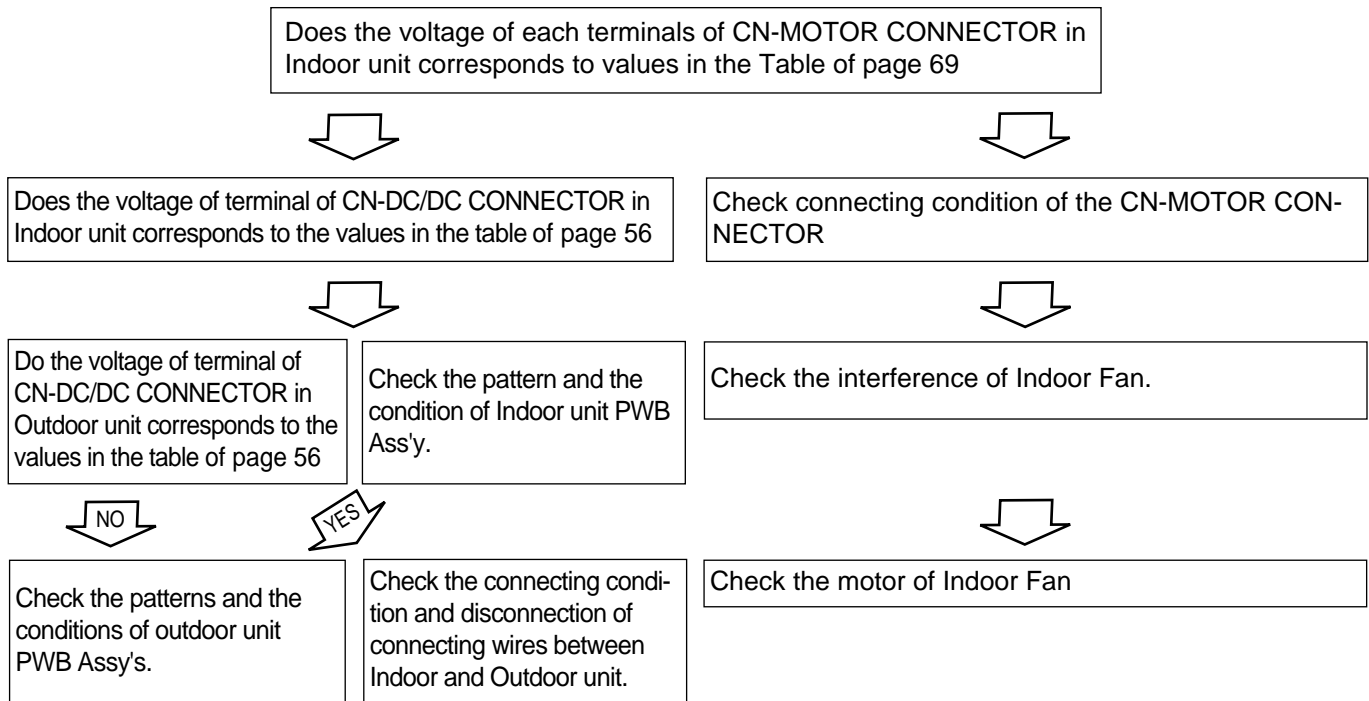 Does the voltage of each terminals of CN-MOTOR CONNECTOR in
Indoor unit corresponds to values in the Table of page 69
Does the voltage of terminal of CN-DC/DC CONNECTOR in
Indoor unit corresponds to the values in the table of page 56
Check connecting condition of the CN-MOTOR CON-
NECTOR
Do the voltage of terminal of
CN-DC/DC CONNECTOR in
Outdoor unit corresponds to the
values in the table of page 56
Check the pattern and the
condition of Indoor unit PWB
Ass'y.
Check the interference of Indoor Fan.
NO
YES
Check the patterns and the
conditions of outdoor unit
PWB Assy's.
Check the connecting condi-
tion and disconnection of
connecting wires between
Indoor and Outdoor unit.
Check the motor of Indoor Fan